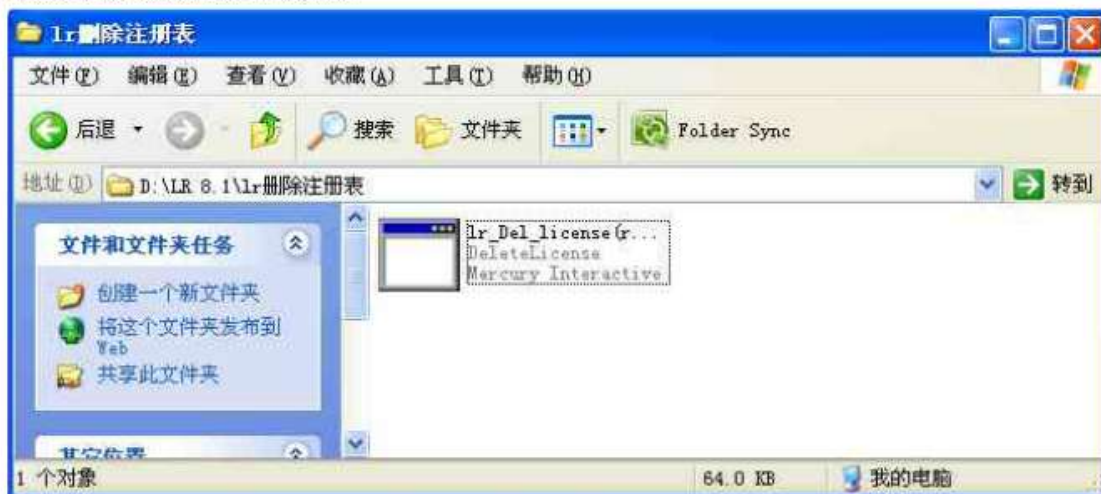 lr删除注册表
文件(F) 编辑(E) 查看(V) 收藏(A) 工具(T) 帮助(H)
后退 搜索 文件夹 Folder Sync
地址(D) D:\LR 8.1\lr删除注册表 转到
文件和文件夹任务
创建一个新文件夹
将这个文件夹发布到
Web
共享此文件夹
其它位置
lr_Del_license(r...
DeleteLicense
Mercury Interactive
1 个对象 64.0 KB 我的电脑